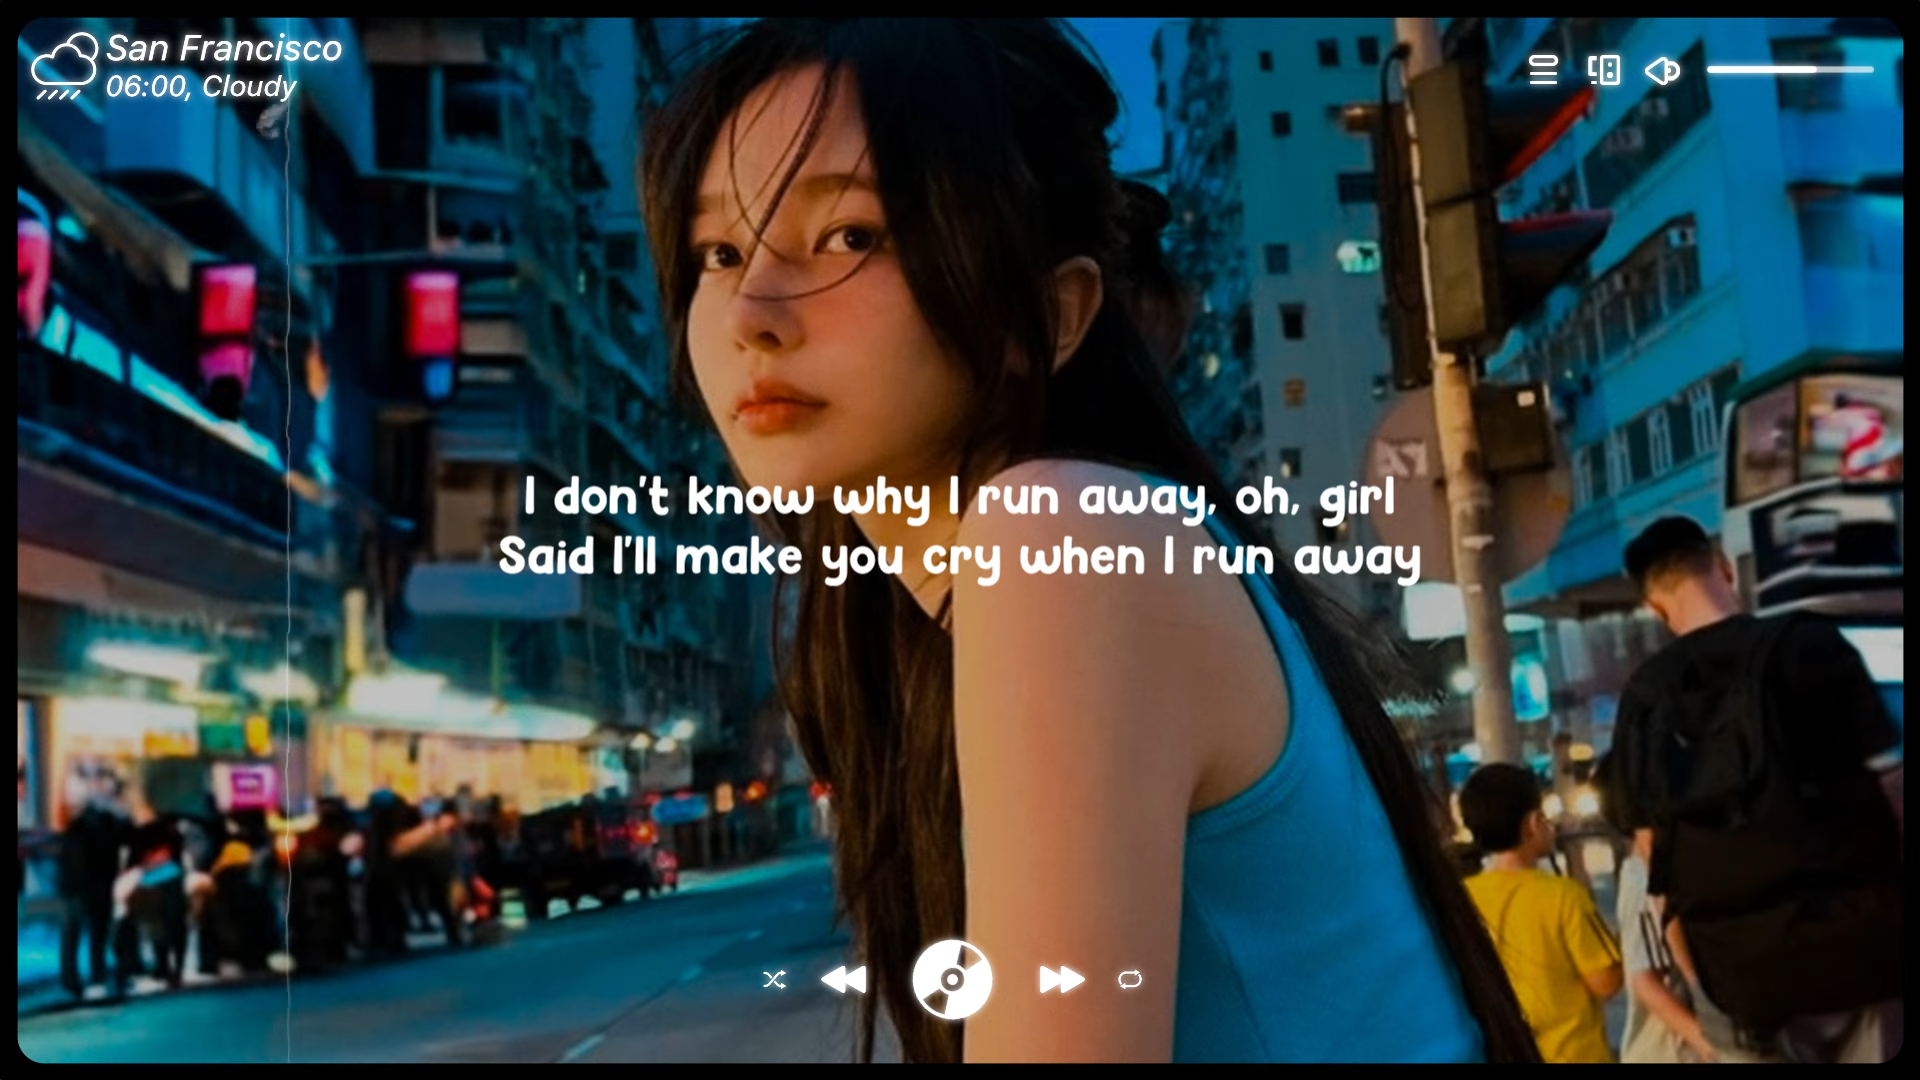 San Francisco
06:00, Cloudy
I don't know why I run away, oh, girl
Said I'll make you cry when I run away